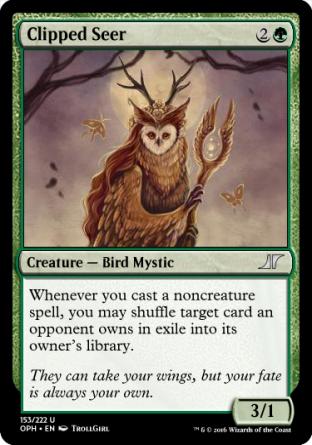 Clipped Seer 2
Creature — Bird Mystic
Whenever you cast a noncreature
spell, you may shuffle target card an
opponent owns in exile into its
owner's library.
They can take your wings, but your fate
is always your own.
3/1
153/222 U
OPH • EN TrollGirl
™ & © 2016 Wizards of the Coast